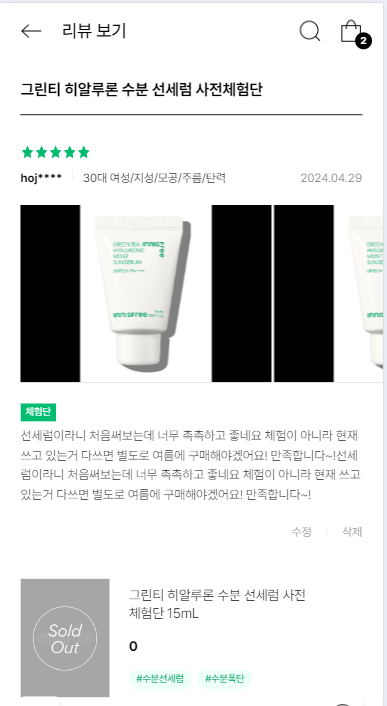 리뷰 보기
2
그린티 히알루론 수분 선세럼 사전체험단
hoj****
30대 여성/지성/모공/주름/탄력
2024.04.29
GREEN TEA INNISFREE
HYALURONIC
MOIST
SUN SERUM
SPF50+ PA++++
INNISFREE
체험단
선세럼이라니 처음써보는데 너무 촉촉하고 좋네요 체험이 아니라 현재
쓰고 있는거 다쓰면 별도로 여름에 구매해야겠어요! 만족합니다~!선세
럼이라니 처음써보는데 너무 촉촉하고 좋네요 체험이 아니라 현재 쓰고
있는거 다쓰면 별도로 여름에 구매해야겠어요! 만족합니다~!
수정
삭제
Sold
Out
그린티 히알루론 수분 선세럼 사전
체험단 15mL
0
#수분선세럼
#수분폭탄